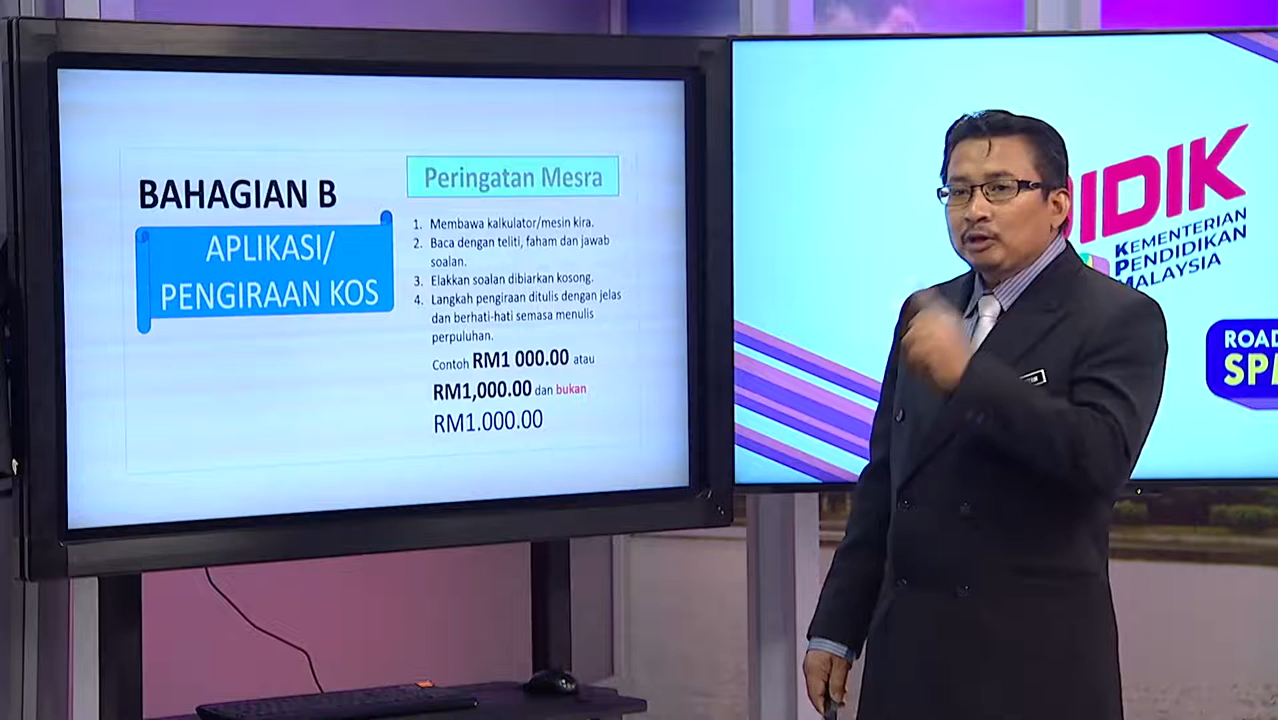 BAHAGIAN B
APLIKASI/
PENGIRAAN KOS
Peringatan Mesra
1. Membawa kalkulator/mesin kira.
2. Baca dengan teliti, faham dan jawab
soalan.
3. Elakkan soalan dibiarkan kosong.
4. Langkah pengiraan ditulis dengan jelas
dan berhati-hati semasa menulis
perpuluhan.
Contoh RM1 000.00 atau
RM1,000.00 dan bukan
RM1.000.00
IDIK
KEMENTERIAN
PENDIDIKAN
MALAYSIA
ROAD
SP